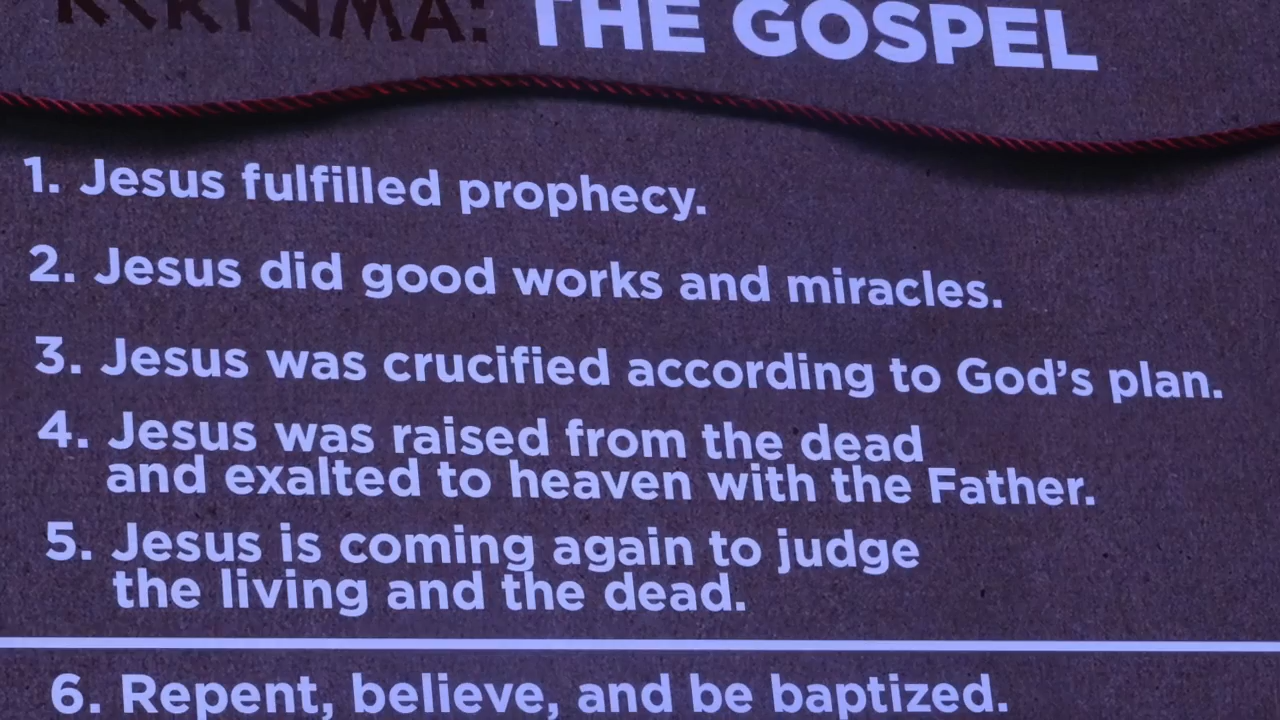 THE GOSPEL
1. Jesus fulfilled prophecy.
2. Jesus did good works and miracles.
3. Jesus was crucified according to God’s plan.
4. Jesus was raised from the dead
and exalted to heaven with the Father.
5. Jesus is coming again to judge
the living and the dead.
6. Repent, believe, and be baptized.